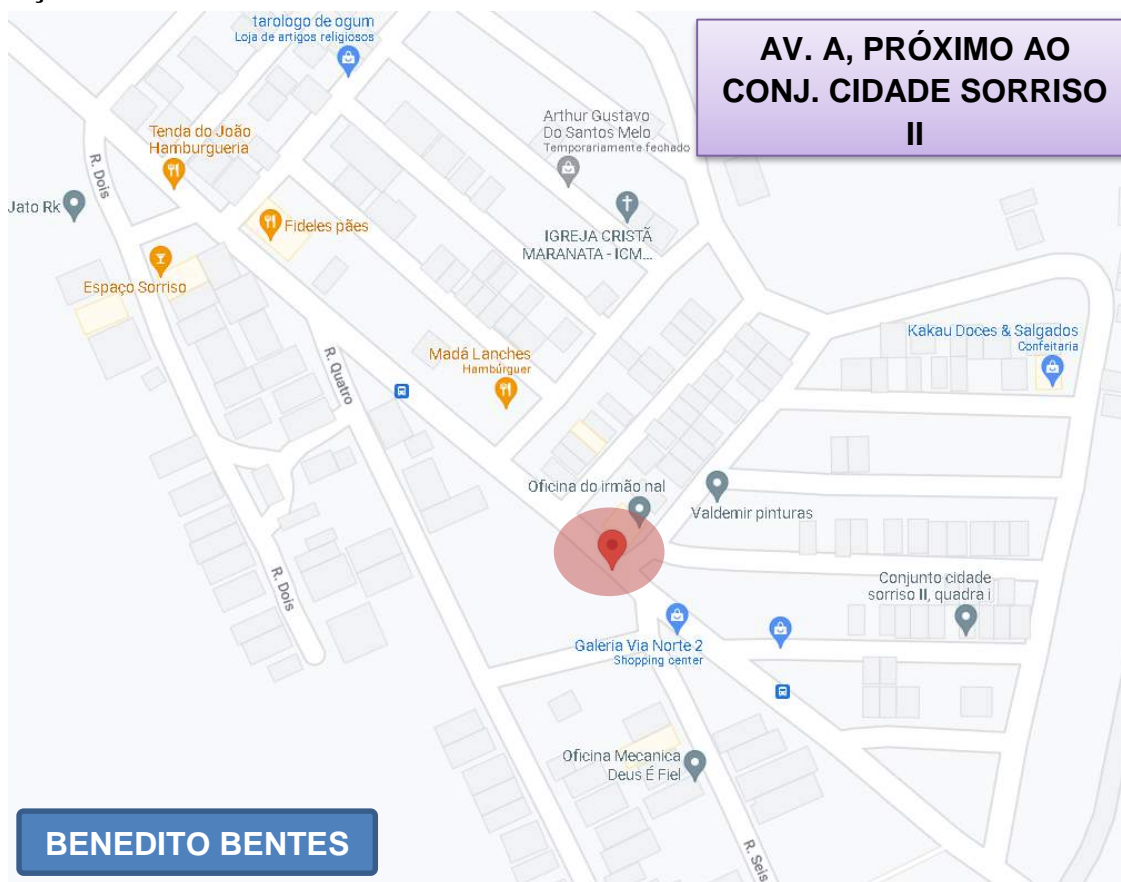 tarologo de ogum
Loja de artigos religiosos
AV. A, PRÓXIMO AO
CONJ. CIDADE SORRISO
II
Arthur Gustavo
Do Santos Melo
Temporariamente fechado
Tenda do João
Hamburgueria
R. Dois
Jato Rk
Fideles pães
IGREJA CRISTÃ
MARANATA - ICM...
Espaço Sorriso
Kakau Doces & Salgados
Confeitaria
R. Quatro
Madá Lanches
Hambúrguer
Oficina do irmão nal
Valdemir pinturas
R. Dois
Conjunto cidade
sorriso II, quadra i
Galeria Via Norte 2
Shopping center
Oficina Mecanica
Deus É Fiel
BENEDITO BENTES
R. Seis